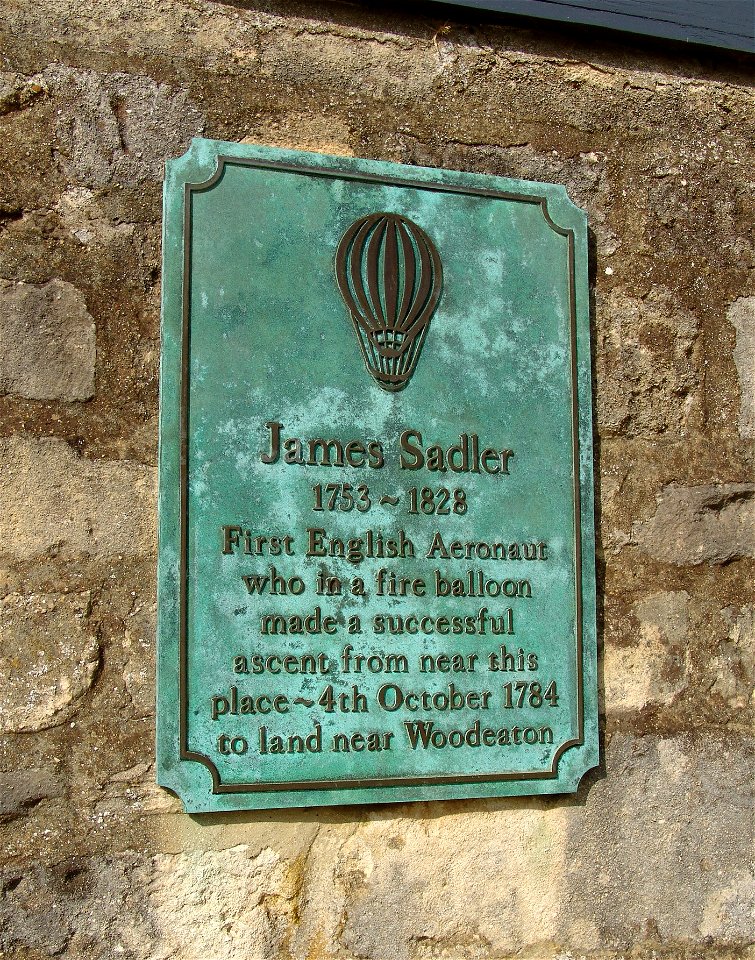 James Sadler
1753 ~ 1828
First English Aeronaut
who in a fire balloon
made a successful
ascent from near this
place ~ 4th October 1784
to land near Woodeaton